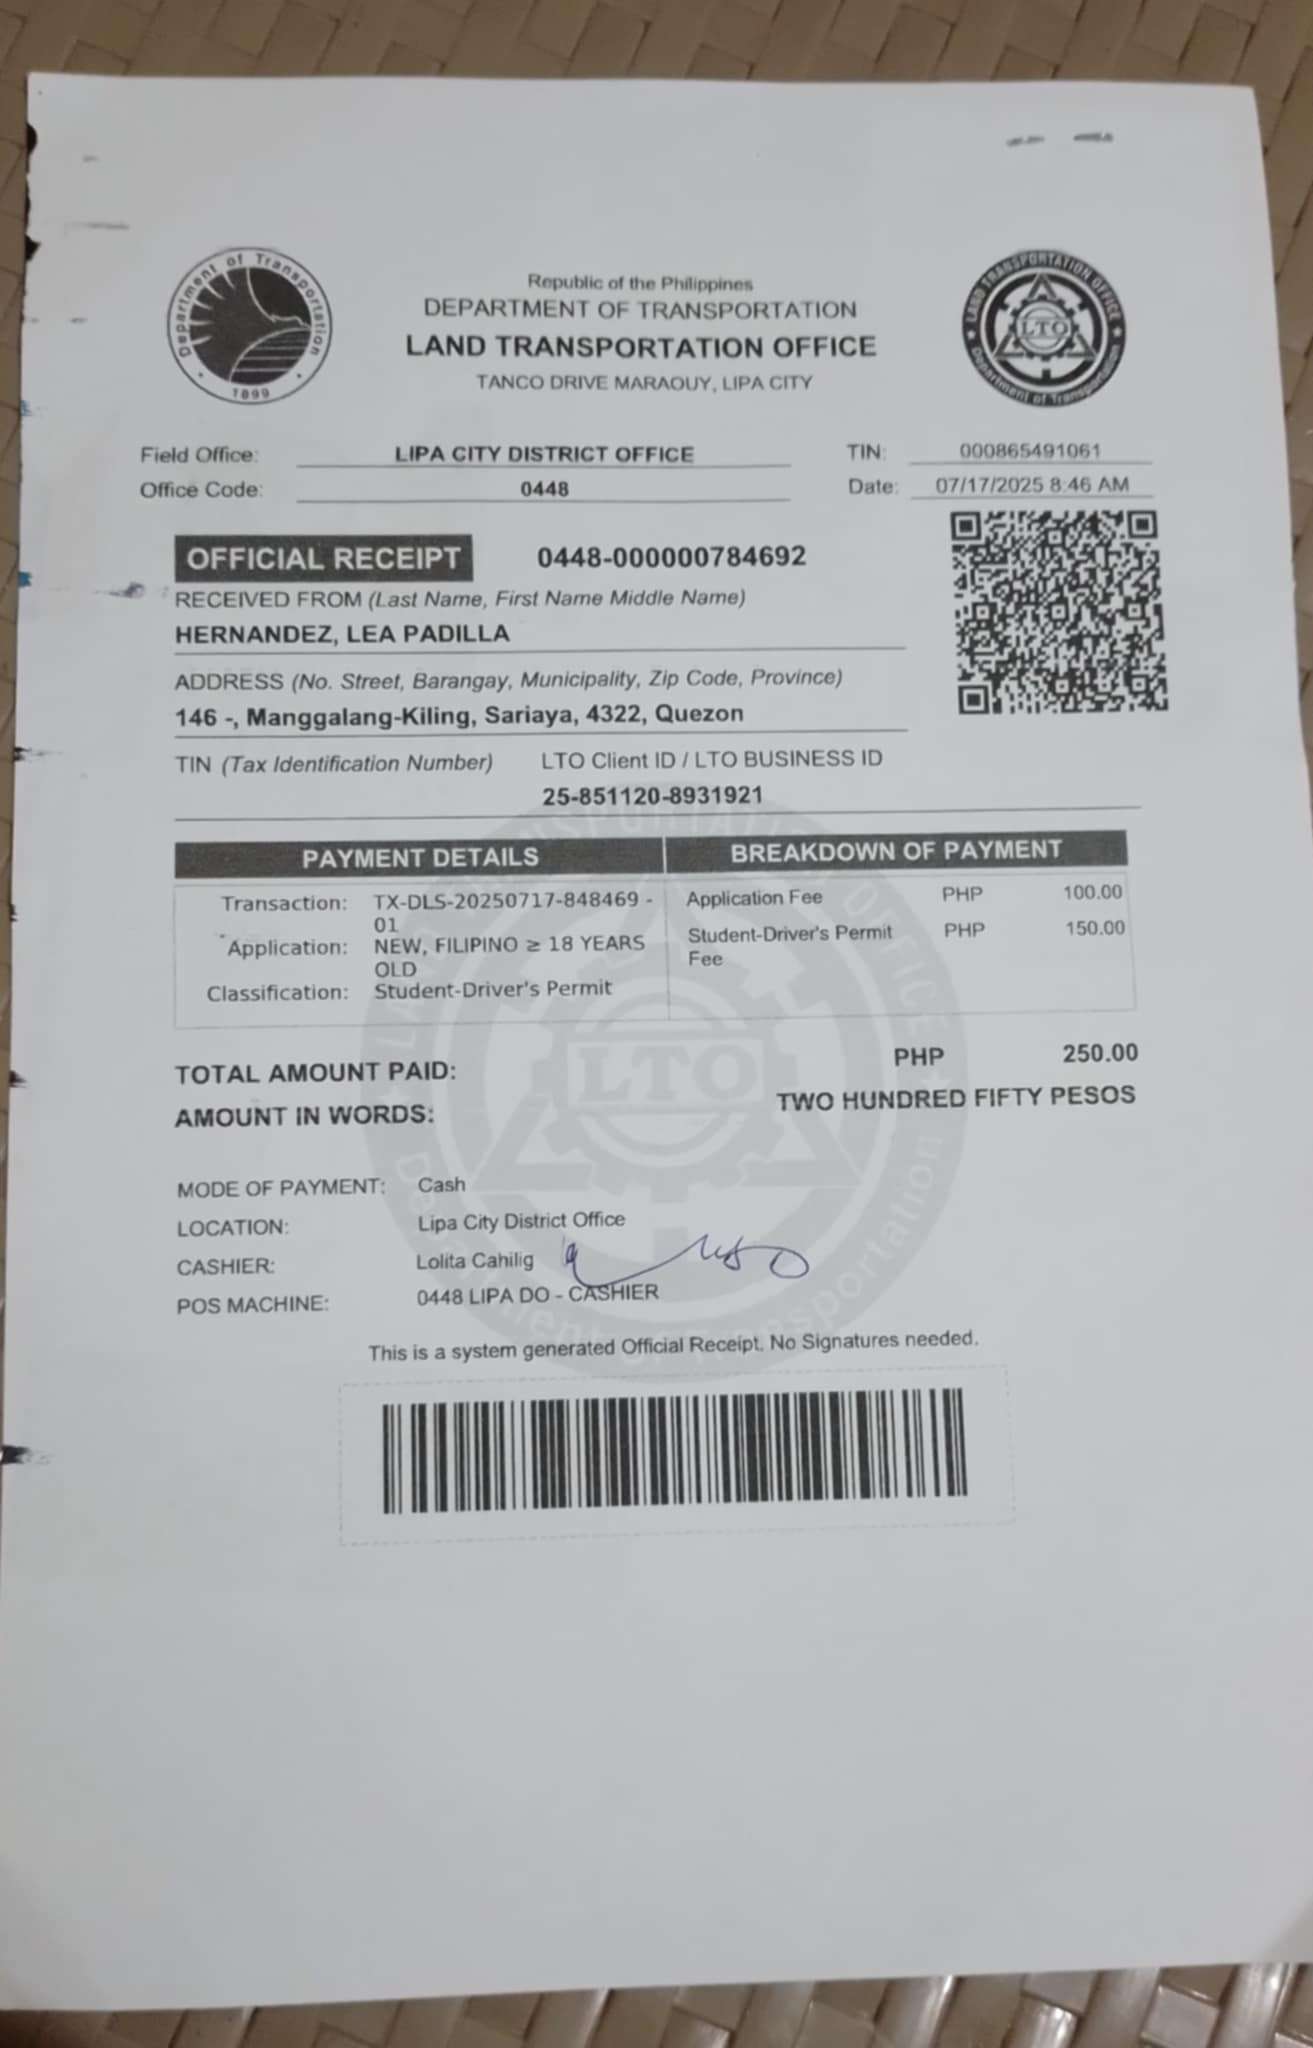 Department of Transportation
1899
Republic of the Philippines
DEPARTMENT OF TRANSPORTATION
LAND TRANSPORTATION OFFICE
TANCO DRIVE MARAOUY, LIPA CITY
LAND TRANSPORTATION OFFICE
LTO
Department of Transportation
Field Office: LIPA CITY DISTRICT OFFICE TIN: 000865491061
Office Code: 0448 Date: 07/17/2025 8:46 AM
OFFICIAL RECEIPT 0448-000000784692
RECEIVED FROM (Last Name, First Name Middle Name)
HERNANDEZ, LEA PADILLA
ADDRESS (No. Street, Barangay, Municipality, Zip Code, Province)
146 -, Manggalang-Kiling, Sariaya, 4322, Quezon
TIN (Tax Identification Number) LTO Client ID / LTO BUSINESS ID
25-851120-8931921
PAYMENT DETAILS BREAKDOWN OF PAYMENT
Transaction: TX-DLS-20250717-848469 - Application Fee PHP 100.00
01
Application: NEW, FILIPINO ≥ 18 YEARS Student-Driver's Permit PHP 150.00
OLD Fee
Classification: Student-Driver's Permit
TOTAL AMOUNT PAID: PHP 250.00
AMOUNT IN WORDS: TWO HUNDRED FIFTY PESOS
LAND TRANSPORTATION OFFICE
LTO
Department of Transportation
MODE OF PAYMENT: Cash
LOCATION: Lipa City District Office
CASHIER: Lolita Cahilig
POS MACHINE: 0448 LIPA DO - CASHIER
This is a system generated Official Receipt. No Signatures needed.